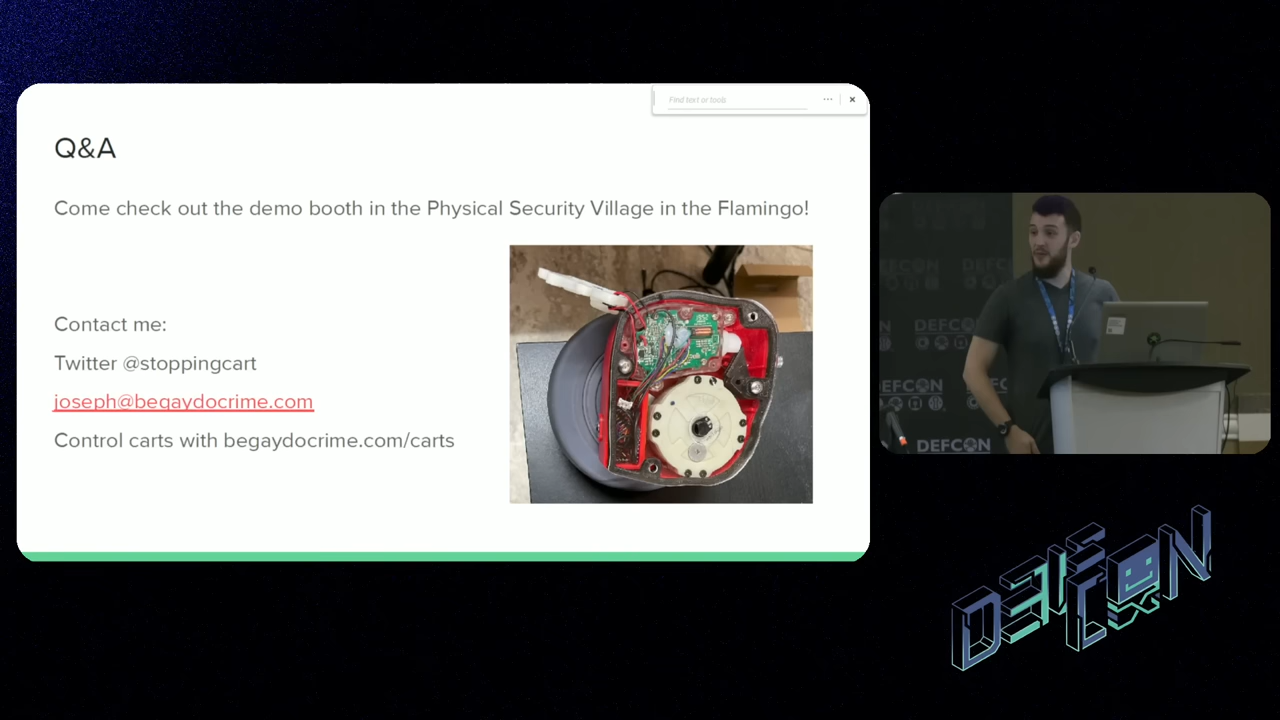 Find text or tools
Q&A
Come check out the demo booth in the Physical Security Village in the Flamingo!
Contact me:
Twitter @stoppingcart
joseph@begaydocrime.com
Control carts with begaydocrime.com/carts
DEFCON
DEFCON
DEFCON
DEFCON